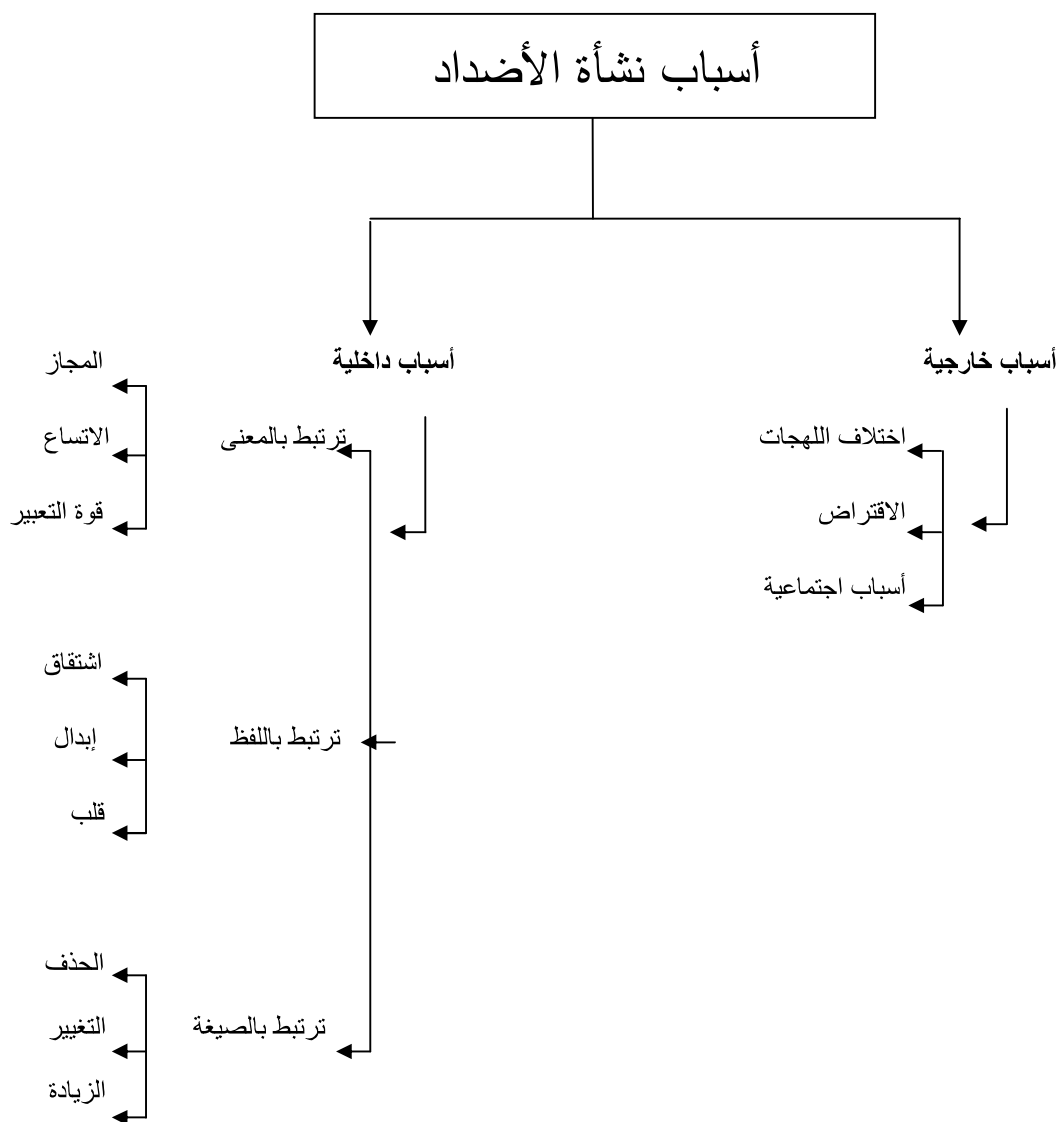 أسباب نشأة الأضداد
أسباب خارجية
اختلاف اللهجات
الاقتراض
أسباب اجتماعية
أسباب داخلية
ترتبط بالمعنى
المجاز
الاتساع
قوة التعبير
ترتبط باللفظ
اشتقاق
إبدال
قلب
ترتبط بالصيغة
الحذف
التغيير
الزيادة